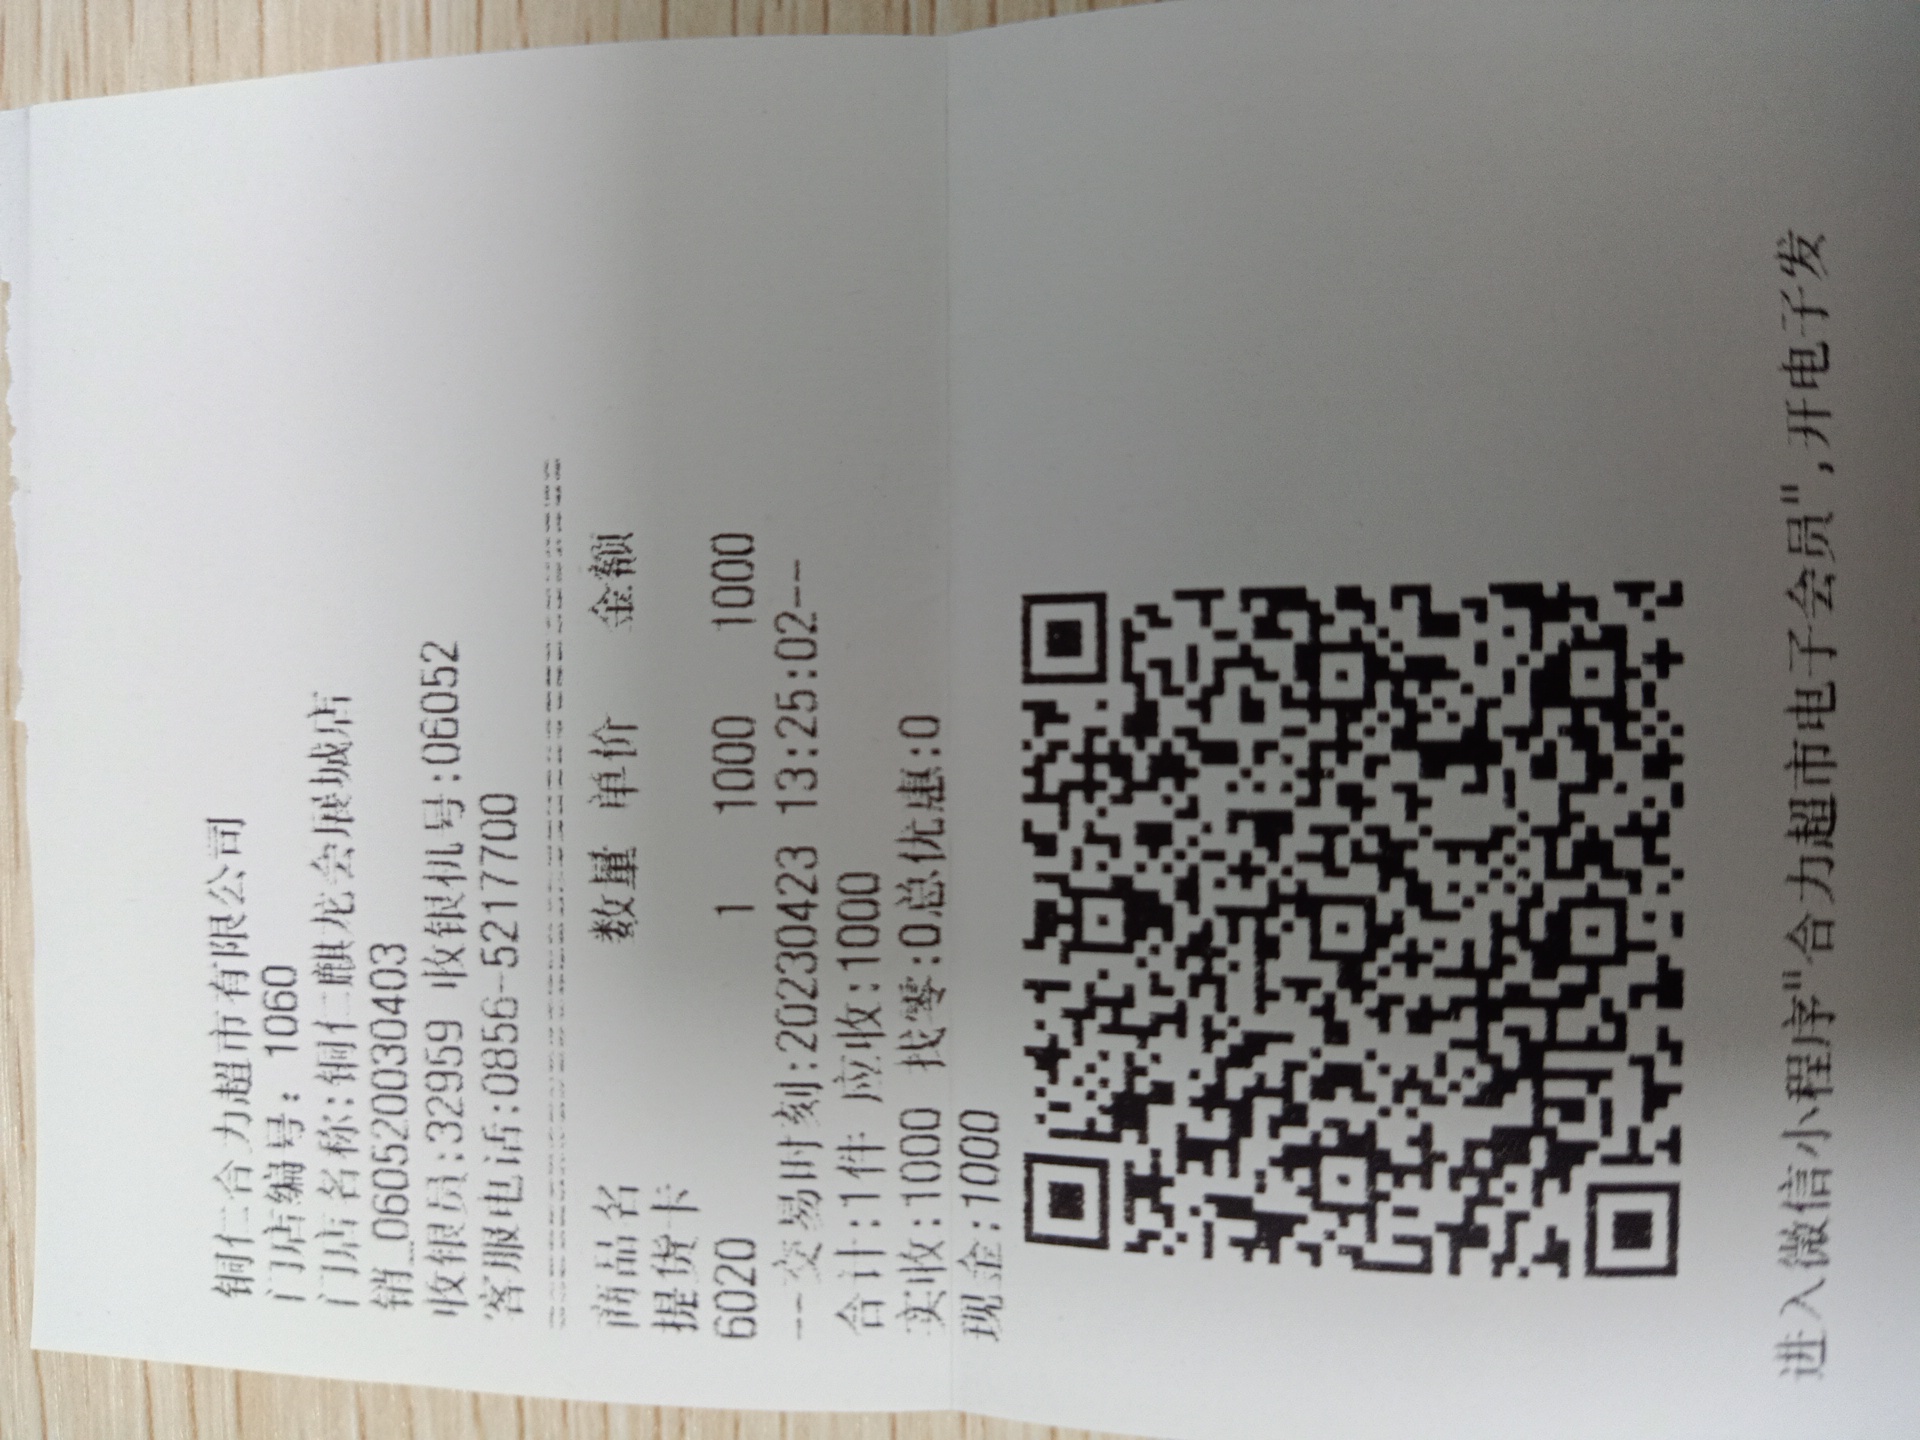 铜仁合力超市有限公司
门店编号: 1060
门店名称:铜仁麒龙会展城店
销_060520030403
收银员:32959 收银机号:06052
客服电话:0856-5217700
商品名 数量 单价 金额
提货卡
6020 1 1000 1000
--交易时刻:20230423 13:25:02--
合计:1件 应收:1000
实收:1000 找零:0总优惠:0
现金:1000
进入微信小程序"合力超市电子会员",开电子发